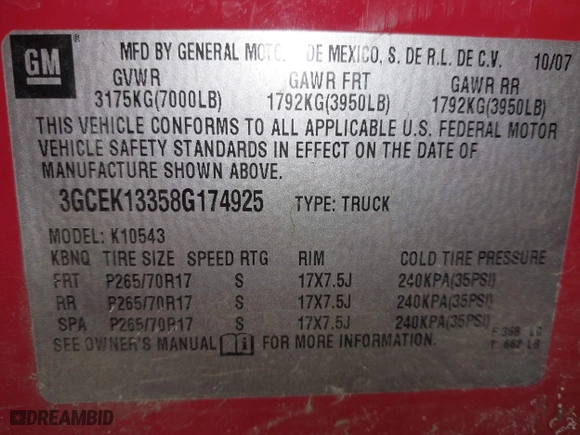 GM ®
MFD BY GENERAL MOTO DE MEXICO, S. DE R.L. DE C.V. 10/07
GVWR GAWR FRT GAWR RR
3175KG(7000LB) 1792KG(3950LB) 1792KG(3950LB)
THIS VEHICLE CONFORMS TO ALL APPLICABLE U.S. FEDERAL MOTOR
VEHICLE SAFETY STANDARDS IN EFFECT ON THE DATE OF
MANUFACTURE SHOWN ABOVE.
3GCEK13358G174925 TYPE: TRUCK
MODEL: K10543
KBNQ TIRE SIZE SPEED RTG RIM COLD TIRE PRESSURE
FRT P265/70R17 S 17X7.5J 240KPA(35PSI)
RR P265/70R17 S 17X7.5J 240KPA(35PSI)
SPA P265/70R17 S 17X7.5J 240KPA(35PSI)
SEE OWNER'S MANUAL FOR MORE INFORMATION.
LB
T 662 LB
DREAMBID